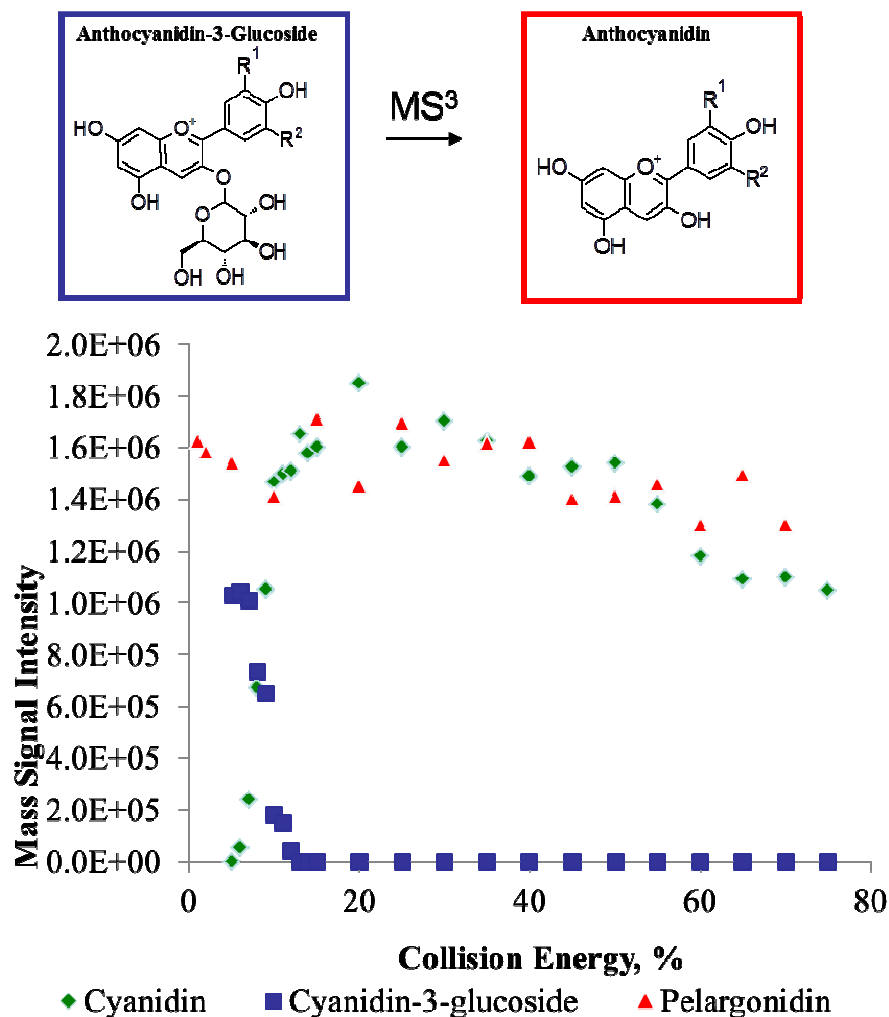 Anthocyanidin-3-Glucoside
R¹
OH
HO
O⁺
R²
O
OH
O
OH
OH
OH
OH
MS³
Anthocyanidin
R¹
OH
HO
O⁺
R²
OH
OH
2.0E+06
1.8E+06
1.6E+06
1.4E+06
1.2E+06
1.0E+06
8.0E+05
6.0E+05
4.0E+05
2.0E+05
0.0E+00
Mass Signal Intensity
0 20 40 60 80
Collision Energy, %
Cyanidin Cyanidin-3-glucoside Pelargonidin